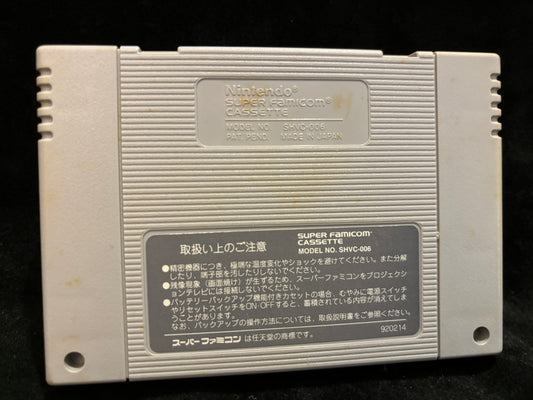 Nintendo®
SUPER Famicom®
CASSETTE
MODEL NO. SHVC-006
PAT. PEND. MADE IN JAPAN
取扱い上のご注意
SUPER Famicom®
CASSETTE
MODEL NO. SHVC-006
●精密機器につき、極端な温度変化やショックを避けてください。また分解
したり、端子部を汚したりしないでください。
●残像現象(画面焼け)が生ずるため、スーパーファミコンをプロジェクシ
ョンテレビには接続しないでください。
●バッテリーバックアップ機能付きカセットの場合、むやみに電源スイッチ
やリセットスイッチをON・OFFすると、蓄積されている内容が消えてしま
うことがあります。
なお、バックアップの操作方法については、取扱説明書をご参照ください。
920214
スーパーファミコン は任天堂の商標です。